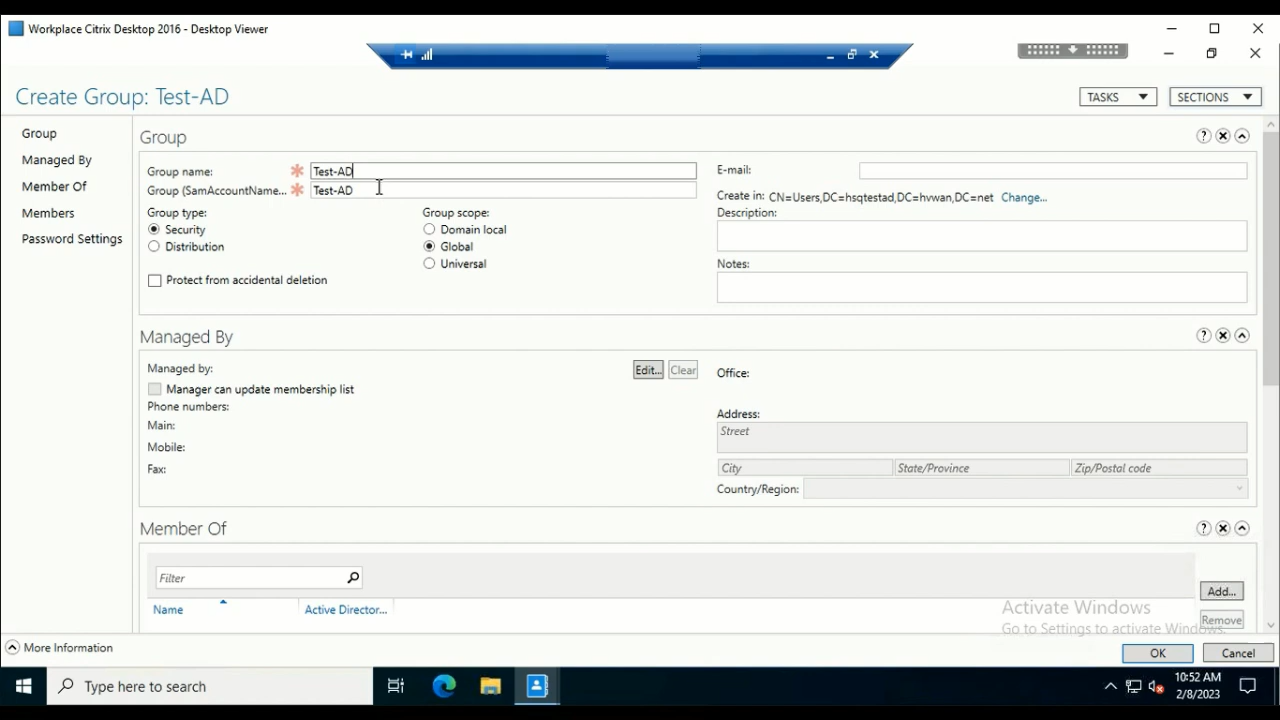 Workplace Citrix Desktop 2016 - Desktop Viewer
Create Group: Test-AD
TASKS
SECTIONS
Group
Managed By
Member Of
Members
Password Settings
Group
Group name:
Test-AD
Group (SamAccountName...
Test-AD
Group type:
Security
Distribution
Group scope:
Domain local
Global
Universal
Protect from accidental deletion
E-mail:
Create in: CN=Users,DC=hsqtestad,DC=hvwan,DC=net Change...
Description:
Notes:
Managed By
Managed by:
Edit...
Clear
Manager can update membership list
Phone numbers:
Main:
Mobile:
Fax:
Office:
Address:
Street
City
State/Province
Zip/Postal code
Country/Region:
Member Of
Filter
Name
Active Director...
Add...
Remove
Activate Windows
Go to Settings to activate Windows.
More Information
OK
Cancel
Type here to search
10:52 AM
2/8/2023